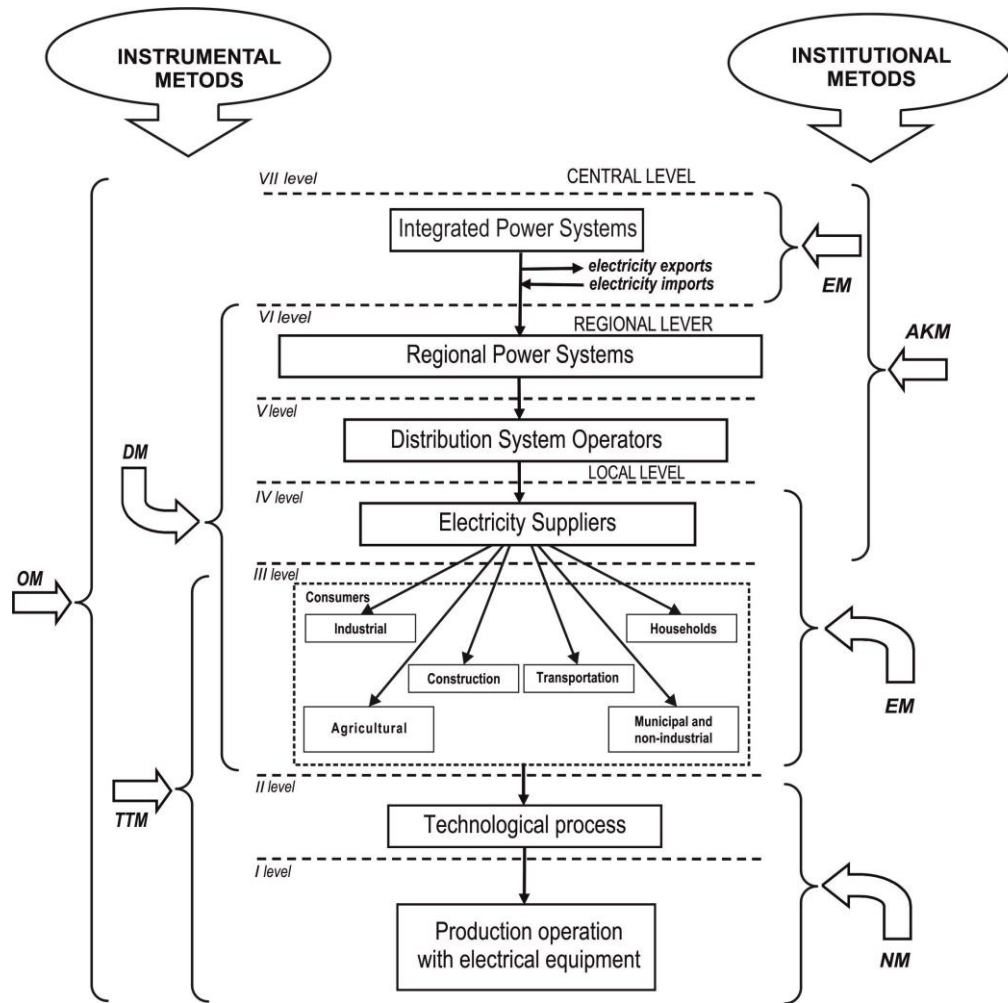 INSTRUMENTAL
METODS
INSTITUTIONAL
METODS
VII level
CENTRAL LEVEL
Integrated Power Systems
electricity exports
electricity imports
EM
VI level
REGIONAL LEVER
AKM
Regional Power Systems
V level
DM
Distribution System Operators
LOCAL LEVEL
IV level
Electricity Suppliers
OM
III level
Consumers
Industrial
Households
Construction
Transportation
EM
Agricultural
Municipal and
non-industrial
II level
TTM
Technological process
I level
Production operation
with electrical equipment
NM